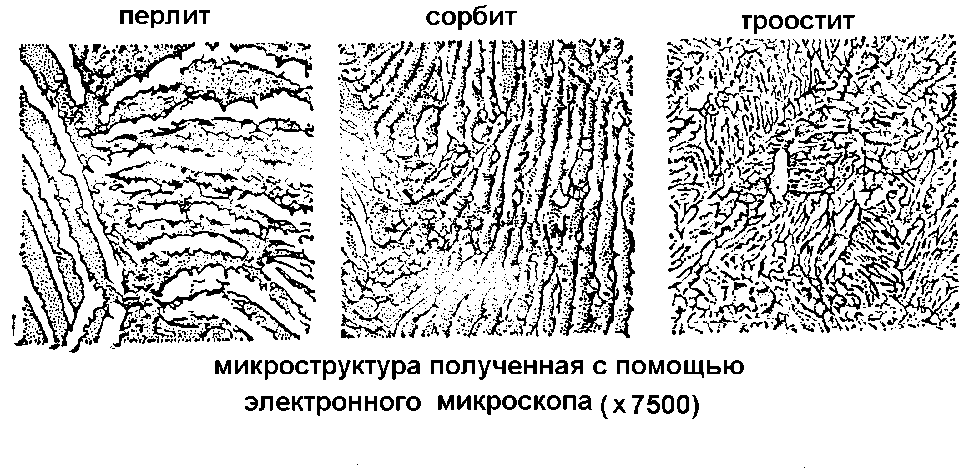 перлит сорбит троостит
микроструктура полученная с помощью
электронного микроскопа (х7500)